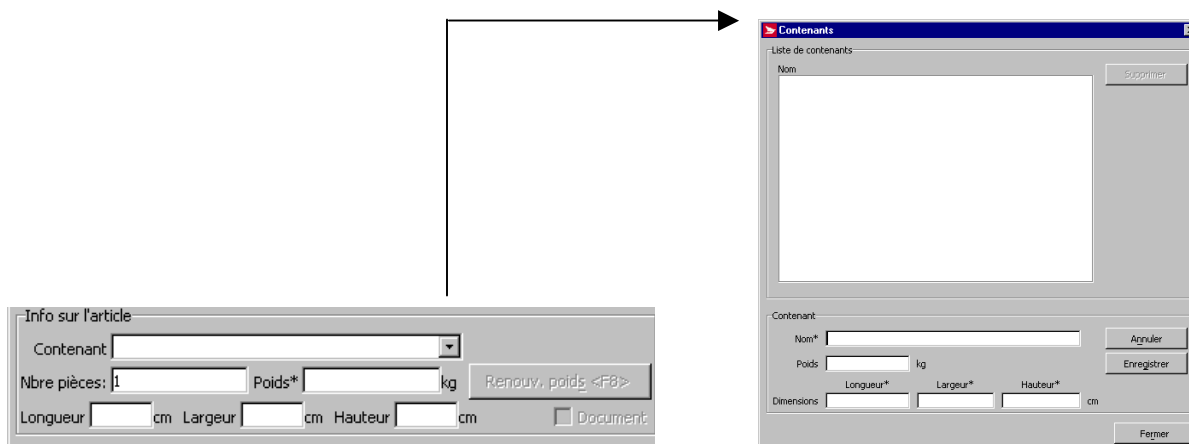 Contenants
Liste de contenants
Nom
Supprimer
Contenant
Nom*
Annuler
Poids kg
Enregistrer
Longueur* Largeur* Hauteur*
Dimensions cm
Fermer
Info sur l'article
Contenant
Nbre pièces: 1 Poids* kg Renouv. poids <F8>
Longueur cm Largeur cm Hauteur cm Document